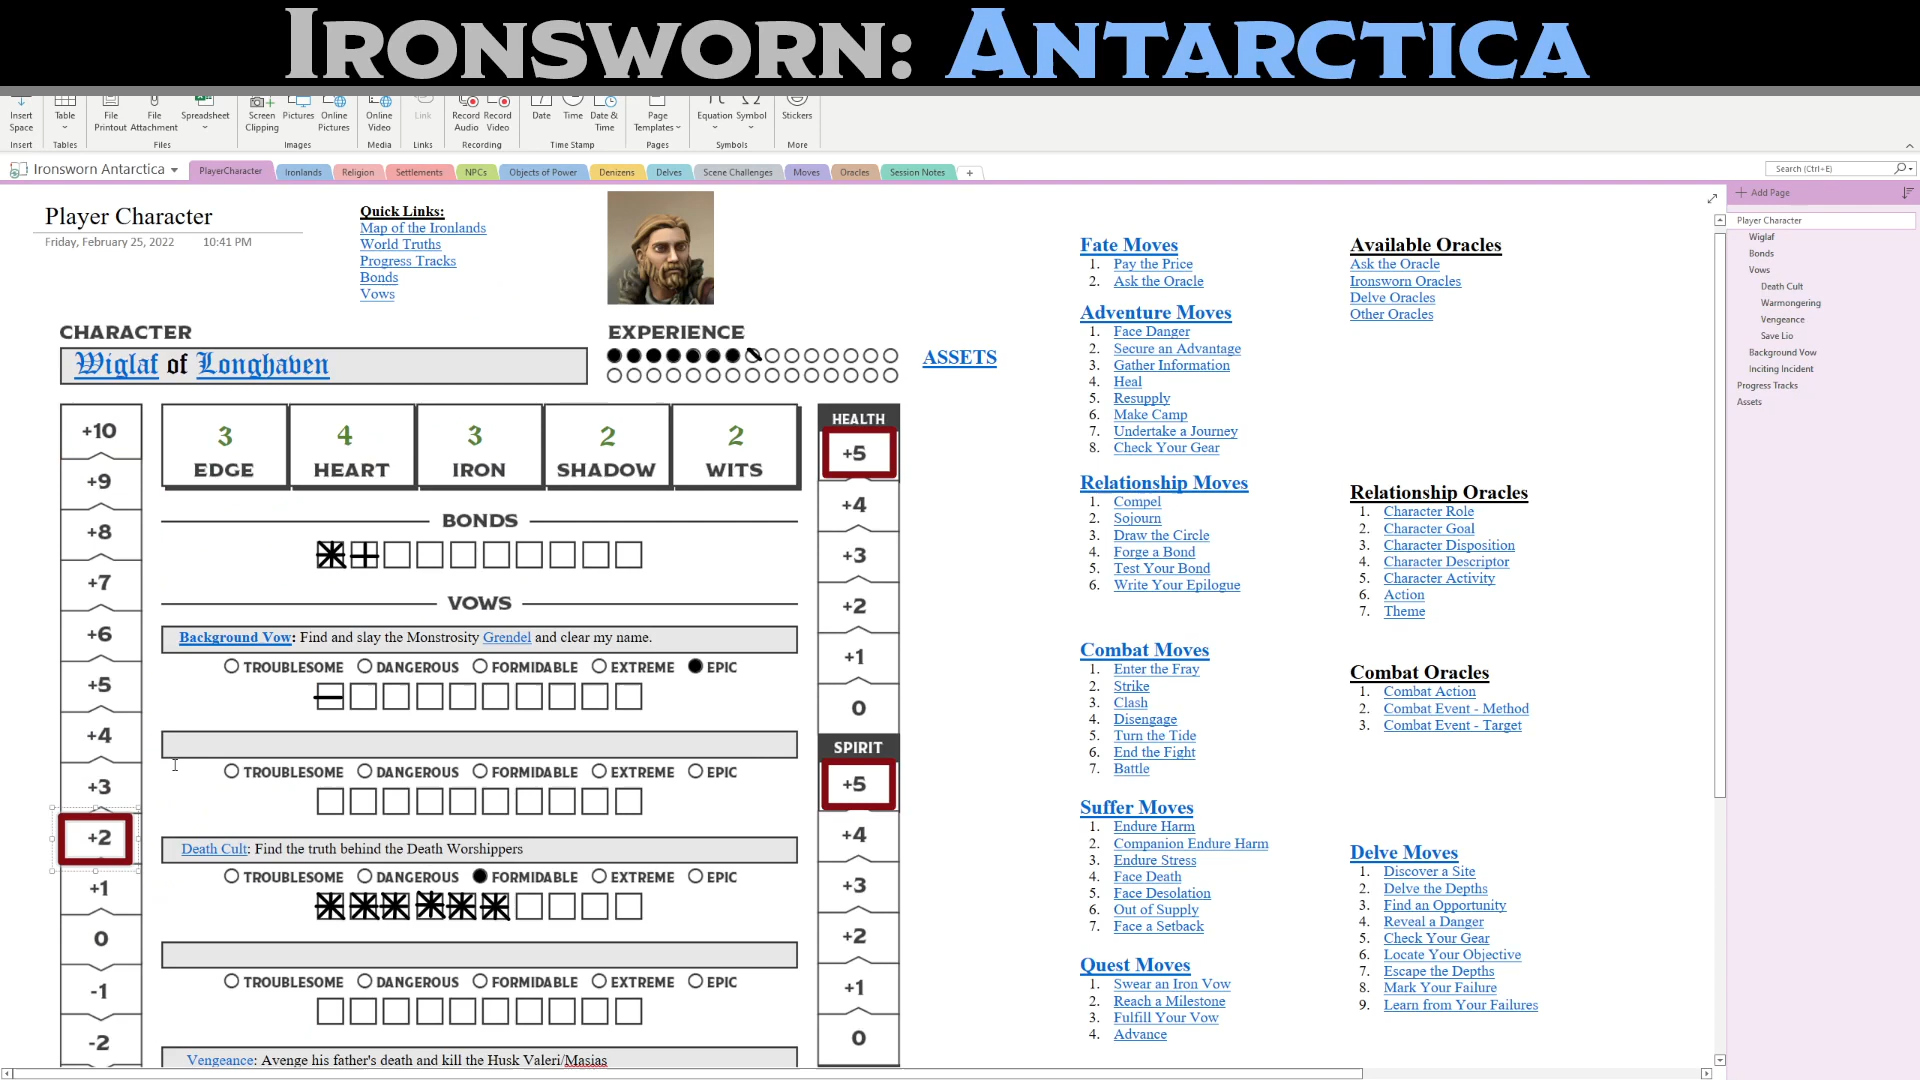 IRONSWORN: ANTARCTICA
Insert Space
Table
File Printout
File Attachment
Spreadsheet
Screen Clipping
Pictures
Online Pictures
Online Video
Link
Record Audio
Record Video
Date
Time
Date & Time
Page Templates
Equation
Symbol
Stickers
Insert
Tables
Files
Images
Media
Links
Recording
Time Stamp
Pages
Symbols
More
Ironsworn Antarctica
PlayerCharacter
Ironlands
Religion
Settlements
NPCs
Objects of Power
Denizens
Delves
Scene Challenges
Moves
Oracles
Session Notes
+
Search (Ctrl+E)
Player Character
Friday, February 25, 2022 10:41 PM
Quick Links:
Map of the Ironlands
World Truths
Progress Tracks
Bonds
Vows
CHARACTER
Wiglaf of Longhaven
EXPERIENCE
ASSETS
+10
+9
+8
+7
+6
+5
+4
+3
+2
+1
0
-1
-2
3 EDGE
4 HEART
3 IRON
2 SHADOW
2 WITS
BONDS
VOWS
Background Vow: Find and slay the Monstrosity Grendel and clear my name.
TROUBLESOME DANGEROUS FORMIDABLE EXTREME EPIC
TROUBLESOME DANGEROUS FORMIDABLE EXTREME EPIC
Death Cult: Find the truth behind the Death Worshippers
TROUBLESOME DANGEROUS FORMIDABLE EXTREME EPIC
TROUBLESOME DANGEROUS FORMIDABLE EXTREME EPIC
Vengeance: Avenge his father's death and kill the Husk Valeri/Masias
HEALTH
+5
+4
+3
+2
+1
0
SPIRIT
+5
+4
+3
+2
+1
0
Fate Moves
1. Pay the Price
2. Ask the Oracle
Adventure Moves
1. Face Danger
2. Secure an Advantage
3. Gather Information
4. Heal
5. Resupply
6. Make Camp
7. Undertake a Journey
8. Check Your Gear
Relationship Moves
1. Compel
2. Sojourn
3. Draw the Circle
4. Forge a Bond
5. Test Your Bond
6. Write Your Epilogue
Combat Moves
1. Enter the Fray
2. Strike
3. Clash
4. Disengage
5. Turn the Tide
6. End the Fight
7. Battle
Suffer Moves
1. Endure Harm
2. Companion Endure Harm
3. Endure Stress
4. Face Death
5. Face Desolation
6. Out of Supply
7. Face a Setback
Quest Moves
1. Swear an Iron Vow
2. Reach a Milestone
3. Fulfill Your Vow
4. Advance
Available Oracles
Ask the Oracle
Ironsworn Oracles
Delve Oracles
Other Oracles
Relationship Oracles
1. Character Role
2. Character Goal
3. Character Disposition
4. Character Descriptor
5. Character Activity
6. Action
7. Theme
Combat Oracles
1. Combat Action
2. Combat Event - Method
3. Combat Event - Target
Delve Moves
1. Discover a Site
2. Delve the Depths
3. Find an Opportunity
4. Reveal a Danger
5. Check Your Gear
6. Locate Your Objective
7. Escape the Depths
8. Mark Your Failure
9. Learn from Your Failures
Add Page
Player Character
Wiglaf
Bonds
Vows
Death Cult
Warmongering
Vengeance
Save Lio
Background Vow
Inciting Incident
Progress Tracks
Assets